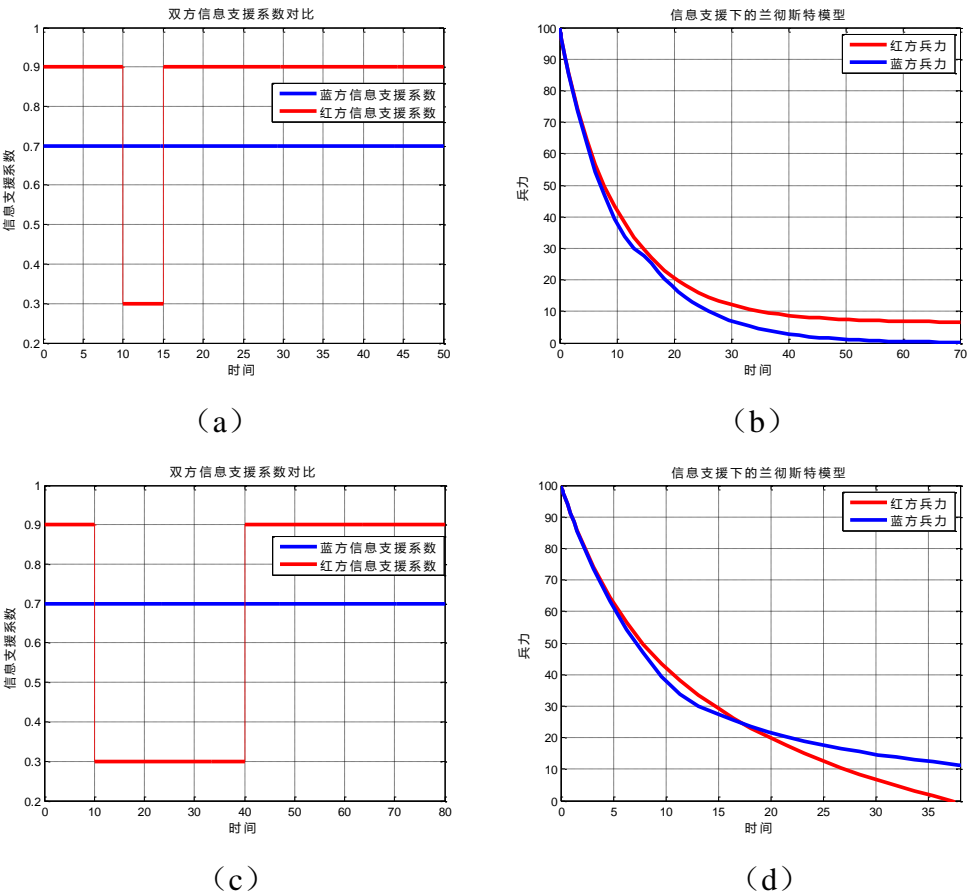 双方信息支援系数对比
信息支援系数
1
0.9
0.8
0.7
0.6
0.5
0.4
0.3
0.2
蓝方信息支援系数
红方信息支援系数
0 5 10 15 20 25 30 35 40 45 50
时间
(a)
信息支援下的兰彻斯特模型
兵力
100
90
80
70
60
50
40
30
20
10
0
红方兵力
蓝方兵力
0 10 20 30 40 50 60 70
时间
(b)
双方信息支援系数对比
信息支援系数
1
0.9
0.8
0.7
0.6
0.5
0.4
0.3
0.2
蓝方信息支援系数
红方信息支援系数
0 10 20 30 40 50 60 70 80
时间
(c)
信息支援下的兰彻斯特模型
兵力
100
90
80
70
60
50
40
30
20
10
0
红方兵力
蓝方兵力
0 5 10 15 20 25 30 35
时间
(d)